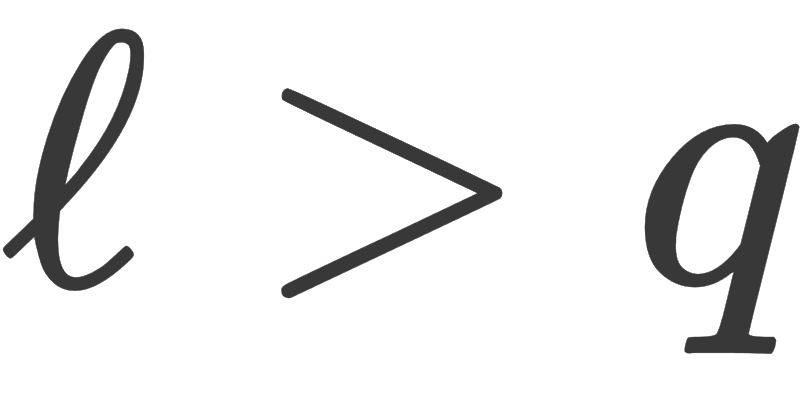 ℓ > q